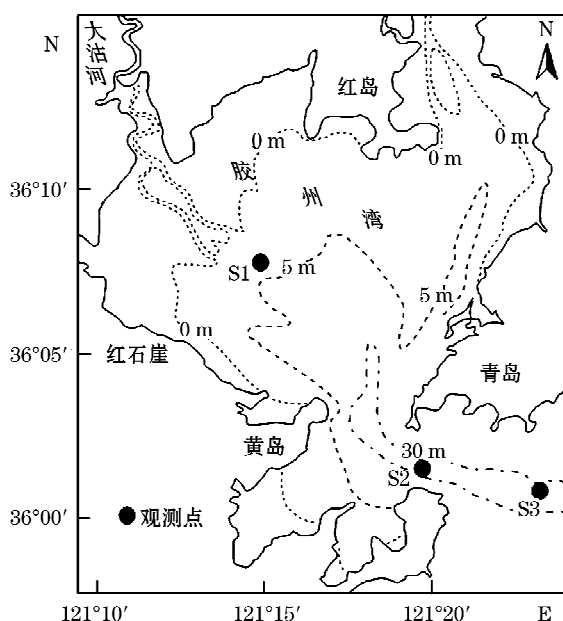 N
大沽河
红岛
N
0 m
0 m
0 m
胶州湾
36°10′
S1
5 m
5 m
0 m
36°05′
红石崖
青岛
黄岛
30 m
S2
S3
观测点
36°00′
121°10′
121°15′
121°20′
E